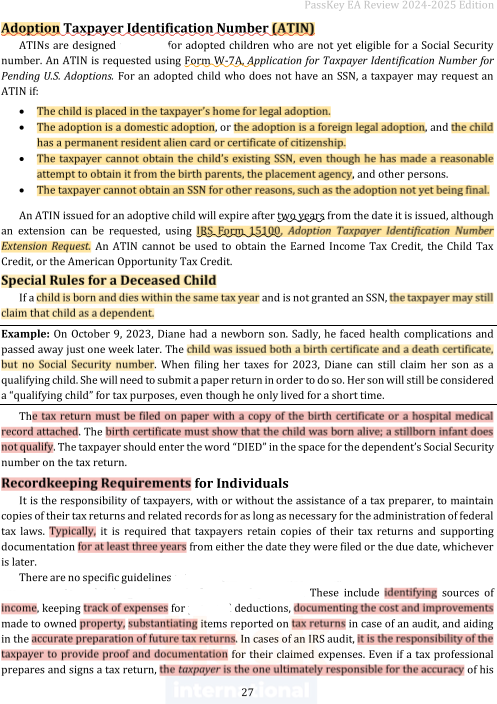 PassKey EA Review 2024-2025 Edition
Adoption Taxpayer Identification Number (ATIN)
ATINs are designed for adopted children who are not yet eligible for a Social Security
number. An ATIN is requested using Form W-7A, Application for Taxpayer Identification Number for
Pending U.S. Adoptions. For an adopted child who does not have an SSN, a taxpayer may request an
ATIN if:
• The child is placed in the taxpayer's home for legal adoption.
• The adoption is a domestic adoption, or the adoption is a foreign legal adoption, and the child
has a permanent resident alien card or certificate of citizenship.
• The taxpayer cannot obtain the child's existing SSN, even though he has made a reasonable
attempt to obtain it from the birth parents, the placement agency, and other persons.
• The taxpayer cannot obtain an SSN for other reasons, such as the adoption not yet being final.
An ATIN issued for an adoptive child will expire after two years from the date it is issued, although
an extension can be requested, using IRS Form 15100, Adoption Taxpayer Identification Number
Extension Request. An ATIN cannot be used to obtain the Earned Income Tax Credit, the Child Tax
Credit, or the American Opportunity Tax Credit.
Special Rules for a Deceased Child
If a child is born and dies within the same tax year and is not granted an SSN, the taxpayer may still
claim that child as a dependent.
Example: On October 9, 2023, Diane had a newborn son. Sadly, he faced health complications and
passed away just one week later. The child was issued both a birth certificate and a death certificate,
but no Social Security number. When filing her taxes for 2023, Diane can still claim her son as a
qualifying child. She will need to submit a paper return in order to do so. Her son will still be considered
a "qualifying child" for tax purposes, even though he only lived for a short time.
The tax return must be filed on paper with a copy of the birth certificate or a hospital medical
record attached. The birth certificate must show that the child was born alive; a stillborn infant does
not qualify. The taxpayer should enter the word "DIED" in the space for the dependent's Social Security
number on the tax return.
Recordkeeping Requirements for Individuals
It is the responsibility of taxpayers, with or without the assistance of a tax preparer, to maintain
copies of their tax returns and related records for as long as necessary for the administration of federal
tax laws. Typically, it is required that taxpayers retain copies of their tax returns and supporting
documentation for at least three years from either the date they were filed or the due date, whichever
is later.
There are no specific guidelines
These include identifying sources of
income, keeping track of expenses for deductions, documenting the cost and improvements
made to owned property, substantiating items reported on tax returns in case of an audit, and aiding
in the accurate preparation of future tax returns. In cases of an IRS audit, it is the responsibility of the
taxpayer to provide proof and documentation for their claimed expenses. Even if a tax professional
prepares and signs a tax return, the taxpayer is the one ultimately responsible for the accuracy of his
international
27